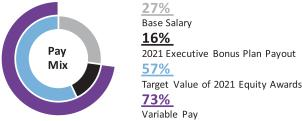 Pay
Mix
27%
Base Salary
16%
2021 Executive Bonus Plan Payout
57%
Target Value of 2021 Equity Awards
73%
Variable Pay